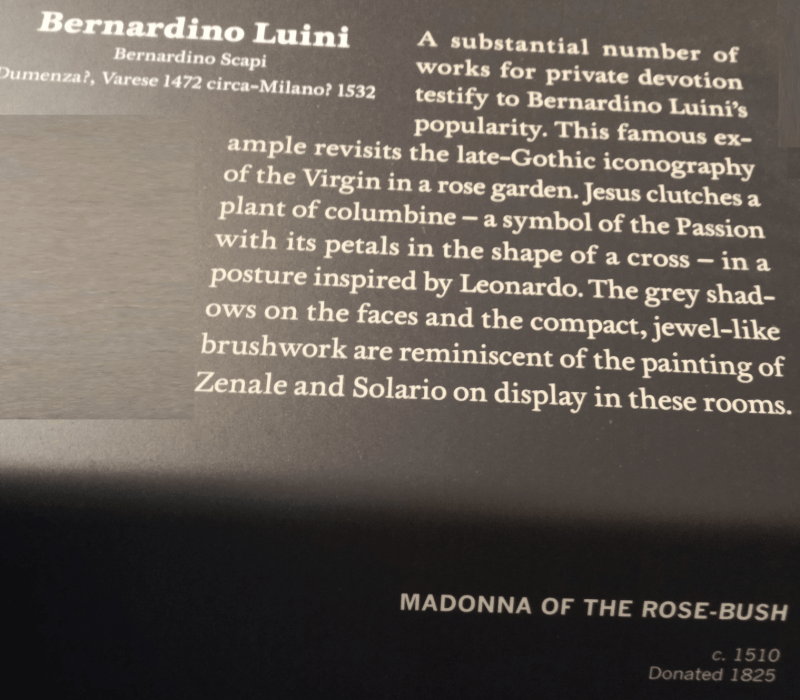 Bernardino Luini
Bernardino Scapi
Dumenza?, Varese 1472 circa–Milano? 1532
A substantial number of
works for private devotion
testify to Bernardino Luini's
popularity. This famous ex–
ample revisits the late–Gothic iconography
of the Virgin in a rose garden. Jesus clutches a
plant of columbine – a symbol of the Passion
with its petals in the shape of a cross – in a
posture inspired by Leonardo. The grey shad–
ows on the faces and the compact, jewel–like
brushwork are reminiscent of the painting of
Zenale and Solario on display in these rooms.
MADONNA OF THE ROSE-BUSH
c. 1510
Donated 1825